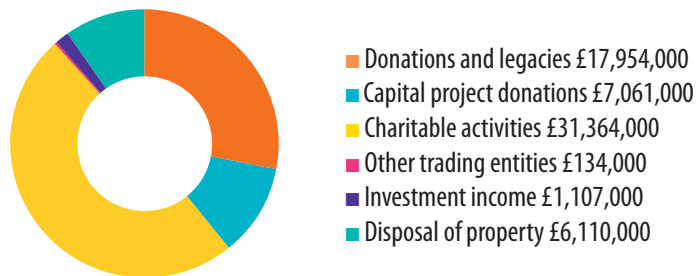 Donations and legacies £17,954,000
Capital project donations £7,061,000
Charitable activities £31,364,000
Other trading entities £134,000
Investment income £1,107,000
Disposal of property £6,110,000